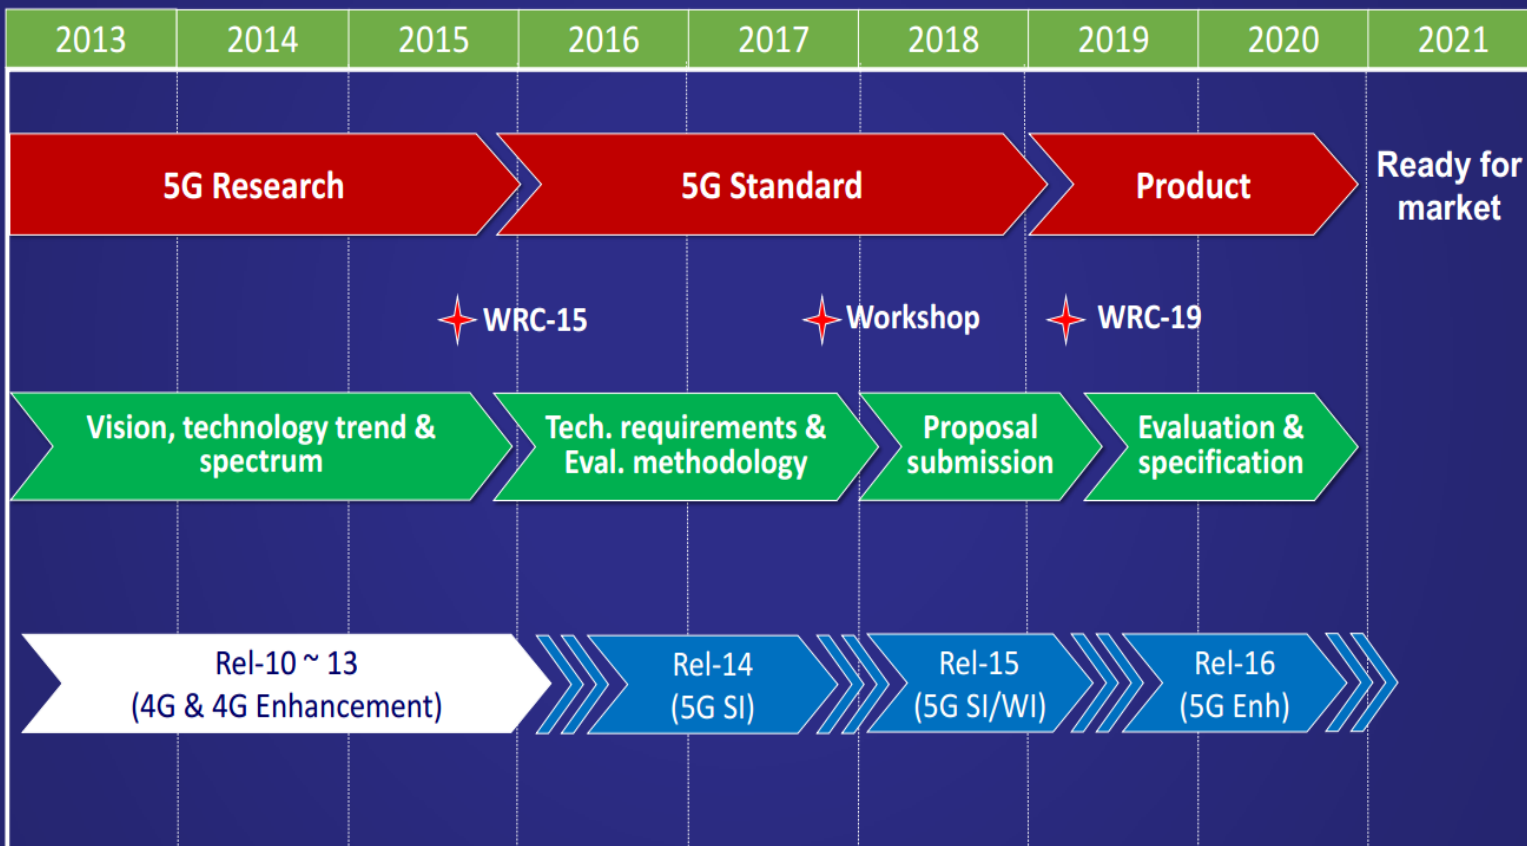 2013 2014 2015 2016 2017 2018 2019 2020 2021
5G Research
5G Standard
Product
Ready for
market
WRC-15
Workshop
WRC-19
Vision, technology trend &
spectrum
Tech. requirements &
Eval. methodology
Proposal
submission
Evaluation &
specification
Rel-10 ~ 13
(4G & 4G Enhancement)
Rel-14
(5G SI)
Rel-15
(5G SI/WI)
Rel-16
(5G Enh)